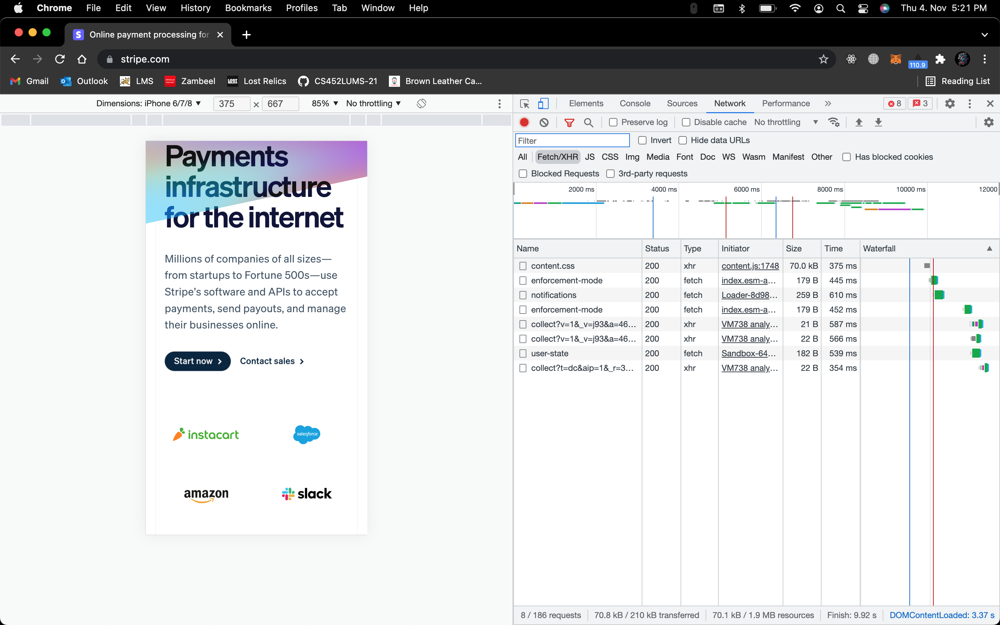 Chrome File Edit View History Bookmarks Profiles Tab Window Help Thu 4. Nov 5:21 PM
S Online payment processing for
stripe.com 110.9
Gmail Outlook LMS Zambeel LOST RELICS Lost Relics CS452LUMS-21 Brown Leather Ca... Reading List
Dimensions: iPhone 6/7/8 375 × 667 85% No throttling
Payments
infrastructure
for the internet
Millions of companies of all sizes—
from startups to Fortune 500s—use
Stripe’s software and APIs to accept
payments, send payouts, and manage
their businesses online.
Start now Contact sales
instacart salesforce
amazon slack
Elements Console Sources Network Performance 8 3
Preserve log Disable cache No throttling
Filter Invert Hide data URLs
All Fetch/XHR JS CSS Img Media Font Doc WS Wasm Manifest Other Has blocked cookies
Blocked Requests 3rd-party requests
2000 ms 4000 ms 6000 ms 8000 ms 10000 ms 12000
Name Status Type Initiator Size Time Waterfall
content.css 200 xhr content.js:1748 70.0 kB 375 ms
enforcement-mode 200 fetch index.esm-a... 179 B 445 ms
notifications 200 fetch Loader-8d98... 259 B 610 ms
enforcement-mode 200 fetch index.esm-a... 179 B 452 ms
collect?v=1&_v=j93&a=46... 200 xhr VM738 analy... 21 B 587 ms
collect?v=1&_v=j93&a=46... 200 xhr VM738 analy... 22 B 566 ms
user-state 200 fetch Sandbox-64... 182 B 539 ms
collect?t=dc&aip=1&_r=3... 200 xhr VM738 analy... 22 B 354 ms
8 / 186 requests 70.8 kB / 210 kB transferred 70.1 kB / 1.9 MB resources Finish: 9.92 s DOMContentLoaded: 3.37 s